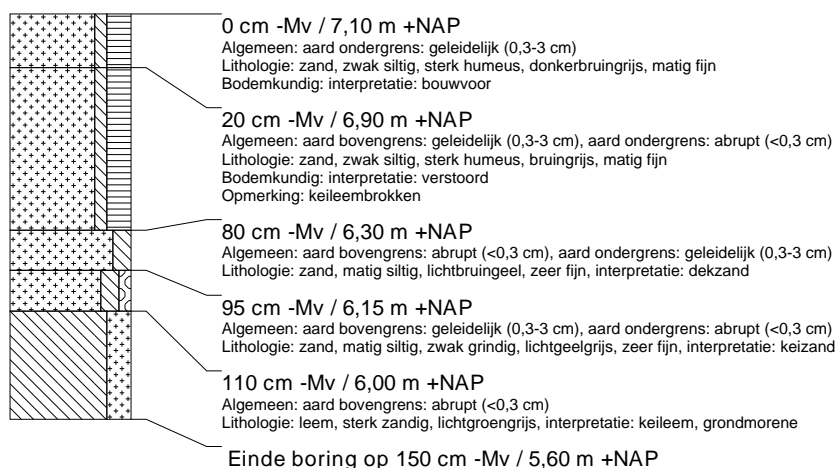 0 cm -Mv / 7,10 m +NAP
Algemeen: aard ondergrens: geleidelijk (0,3-3 cm)
Lithologie: zand, zwak siltig, sterk humeus, donkerbruingrijs, matig fijn
Bodemkundig: interpretatie: bouwvoor
20 cm -Mv / 6,90 m +NAP
Algemeen: aard bovengrens: geleidelijk (0,3-3 cm), aard ondergrens: abrupt (<0,3 cm)
Lithologie: zand, zwak siltig, sterk humeus, bruingrijs, matig fijn
Bodemkundig: interpretatie: verstoord
Opmerking: keileembrokken
80 cm -Mv / 6,30 m +NAP
Algemeen: aard bovengrens: abrupt (<0,3 cm), aard ondergrens: geleidelijk (0,3-3 cm)
Lithologie: zand, matig siltig, lichtbruingeel, zeer fijn, interpretatie: dekzand
95 cm -Mv / 6,15 m +NAP
Algemeen: aard bovengrens: geleidelijk (0,3-3 cm), aard ondergrens: abrupt (<0,3 cm)
Lithologie: zand, matig siltig, zwak grindig, lichtgeelgrijs, zeer fijn, interpretatie: keizand
110 cm -Mv / 6,00 m +NAP
Algemeen: aard bovengrens: abrupt (<0,3 cm)
Lithologie: leem, sterk zandig, lichtgroengrijs, interpretatie: keileem, grondmorene
Einde boring op 150 cm -Mv / 5,60 m +NAP